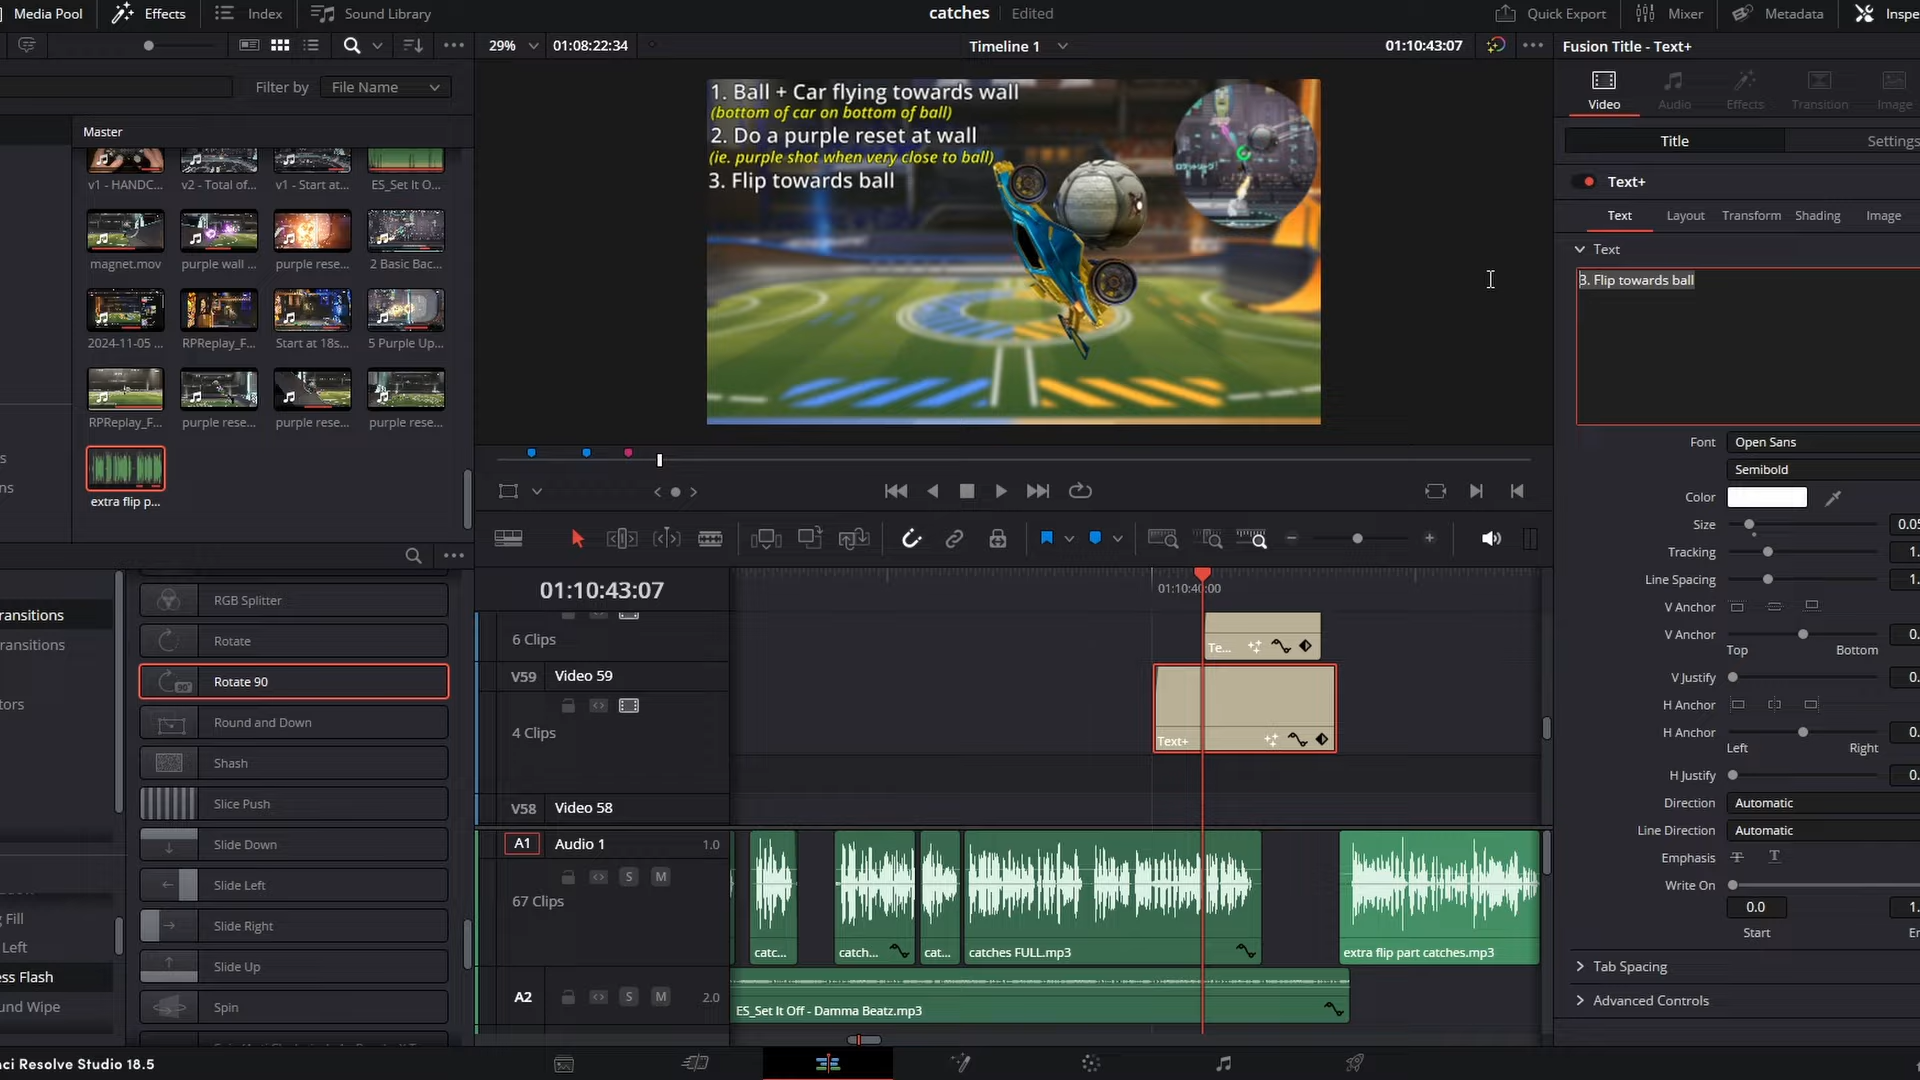 Media Pool
Effects
Index
Sound Library
catches
Edited
Quick Export
Mixer
Metadata
Inspe
29%
01:08:22:34
Timeline 1
01:10:43:07
Fusion Title - Text+
Filter by
File Name
Video
Audio
Effects
Transition
Image
Master
Title
Settings
v1 - HANDC...
v2 - Total of...
v1 - Start at...
ES_Set It O...
magnet.mov
purple wall ...
purple rese...
2 Basic Bac...
2024-11-05 ...
RPReplay_F...
Start at 18s...
5 Purple Up...
RPReplay_F...
purple rese...
purple rese...
purple rese...
extra flip p...
1. Ball + Car flying towards wall
(bottom of car on bottom of ball)
2. Do a purple reset at wall
(ie. purple shot when very close to ball)
3. Flip towards ball
Text+
Text
Layout
Transform
Shading
Image
Text
3. Flip towards ball
Font
Open Sans
Semibold
Color
Size
0.05
Tracking
1.
Line Spacing
1.
V Anchor
V Anchor
0.
Top
Bottom
V Justify
0.
H Anchor
H Anchor
0.
Left
Right
H Justify
0.
Direction
Automatic
Line Direction
Automatic
Emphasis
Write On
0.0
1.
Start
En
Tab Spacing
Advanced Controls
ransitions
ransitions
ors
g Fill
Left
ess Flash
ound Wipe
RGB Splitter
Rotate
Rotate 90
Round and Down
Shash
Slice Push
Slide Down
Slide Left
Slide Right
Slide Up
Spin
01:10:43:07
01:10:40:00
6 Clips
Te...
V59
Video 59
4 Clips
Text+
V58
Video 58
A1
Audio 1
1.0
S
M
67 Clips
catc...
catch...
cat...
catches FULL.mp3
extra flip part catches.mp3
A2
S
M
2.0
ES_Set It Off - Damma Beatz.mp3
ci Resolve Studio 18.5